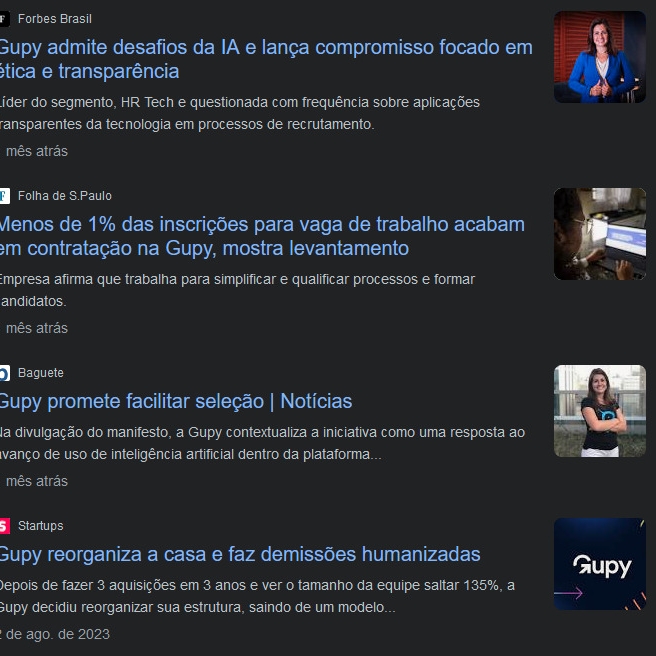 Forbes Brasil
Gupy admite desafios da IA e lança compromisso focado em
ética e transparência
Líder do segmento, HR Tech e questionada com frequência sobre aplicações
transparentes da tecnologia em processos de recrutamento.
mês atrás
Folha de S.Paulo
Menos de 1% das inscrições para vaga de trabalho acabam
em contratação na Gupy, mostra levantamento
Empresa afirma que trabalha para simplificar e qualificar processos e formar
candidatos.
mês atrás
Baguete
Gupy promete facilitar seleção | Notícias
Na divulgação do manifesto, a Gupy contextualiza a iniciativa como uma resposta ao
avanço de uso de inteligência artificial dentro da plataforma...
mês atrás
Startups
Gupy reorganiza a casa e faz demissões humanizadas
Gupy
Depois de fazer 3 aquisições em 3 anos e ver o tamanho da equipe saltar 135%, a
Gupy decidiu reorganizar sua estrutura, saindo de um modelo...
2 de ago. de 2023